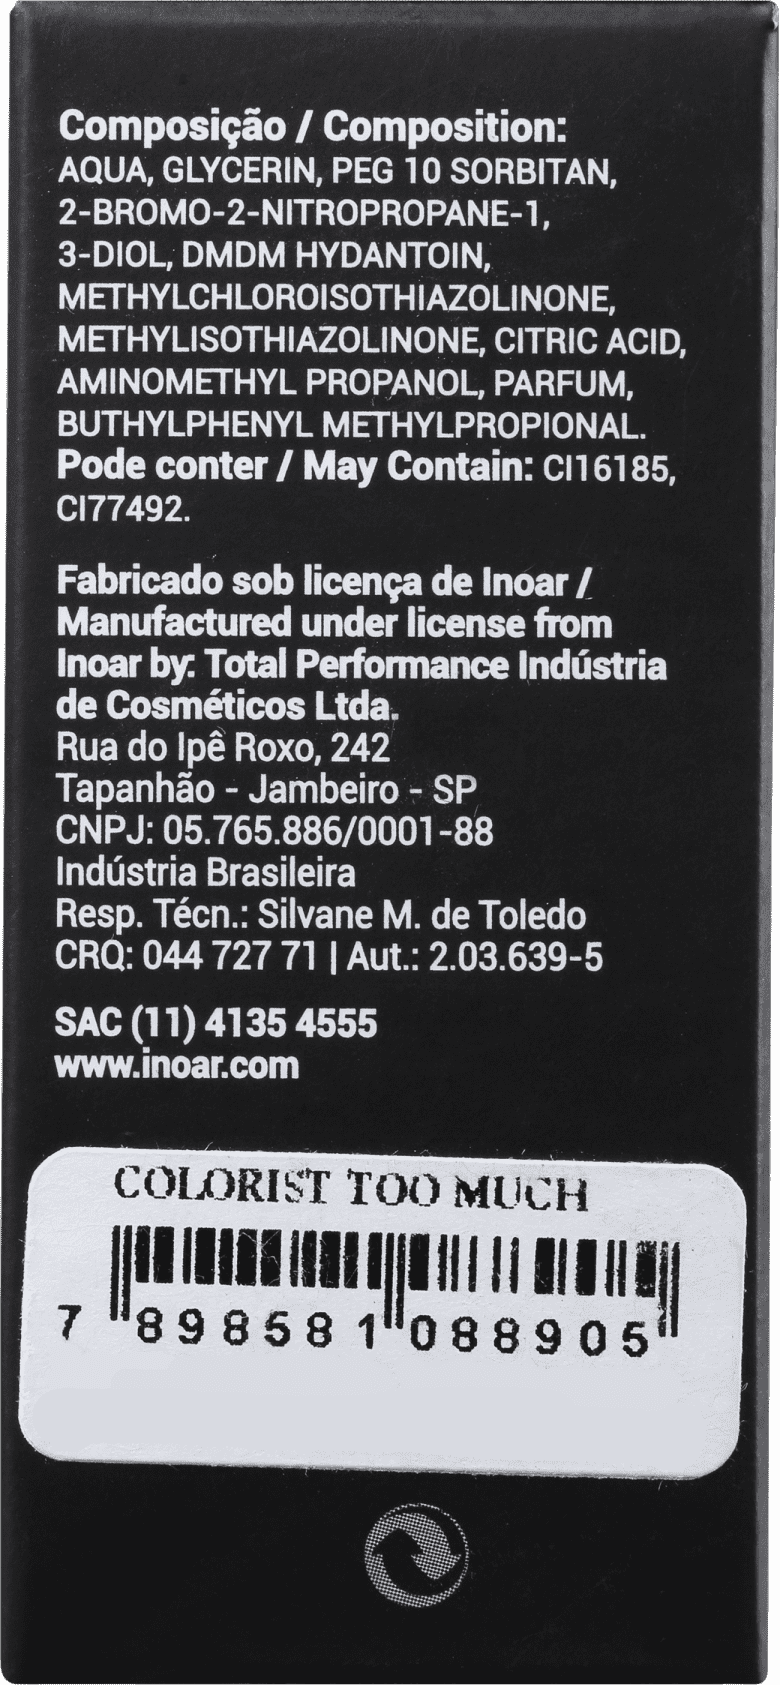 Composição / Composition:
AQUA, GLYCERIN, PEG 10 SORBITAN,
2-BROMO-2-NITROPROPANE-1,
3-DIOL, DMDM HYDANTOIN,
METHYLCHLOROISOTHIAZOLINONE,
METHYLISOTHIAZOLINONE, CITRIC ACID,
AMINOMETHYL PROPANOL, PARFUM,
BUTHYLPHENYL METHYLPROPIONAL.
Pode conter / May Contain: CI16185,
CI77492.
Fabricado sob licença de Inoar /
Manufactured under license from
Inoar by: Total Performance Indústria
de Cosméticos Ltda.
Rua do Ipê Roxo, 242
Tapanhão - Jambeiro - SP
CNPJ: 05.765.886/0001-88
Indústria Brasileira
Resp. Técn.: Silvane M. de Toledo
CRQ: 044 727 71 | Aut.: 2.03.639-5
SAC (11) 4135 4555
www.inoar.com
COLORIST TOO MUCH
7 898581 088905